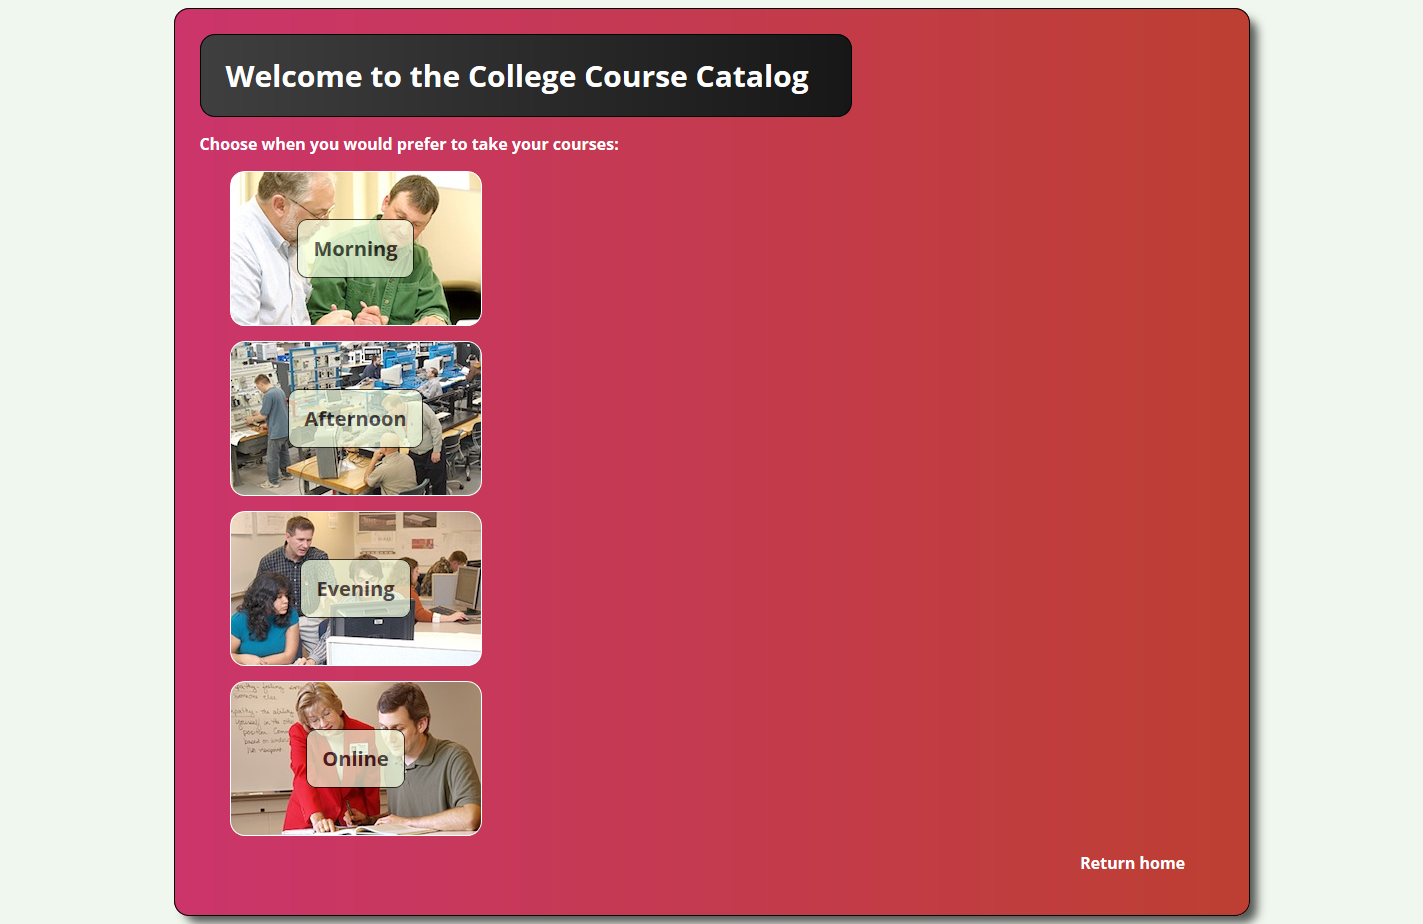 Welcome to the College Course Catalog
Choose when you would prefer to take your courses:
Morning
Afternoon
Evening
Online
Return home